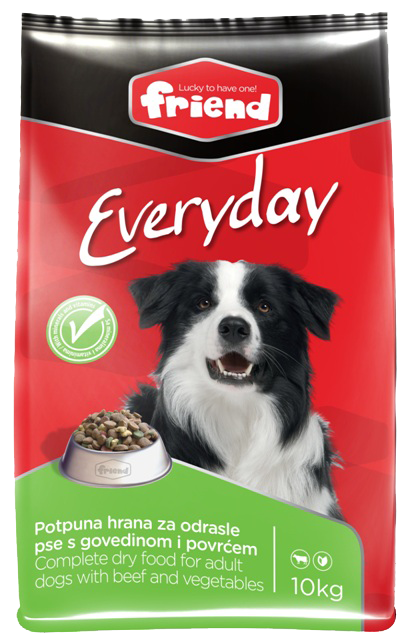 Lucky to have one!
friend
Everyday
friend
Potpuna hrana za odrasle
pse s govedinom i povrćem
Complete dry food for adult
dogs with beef and vegetables
10kg